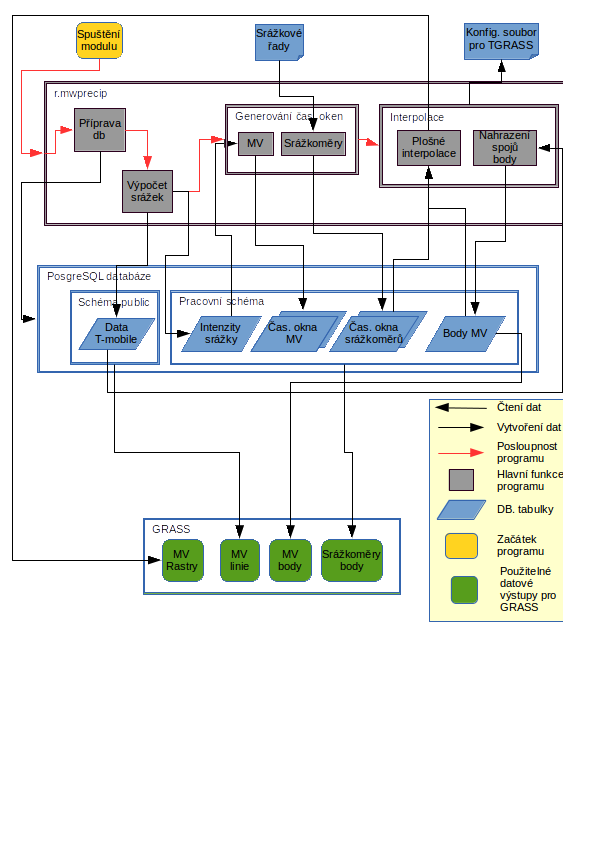 Spuštění
modulu
Srážkové
řady
Konfig. soubor
pro TGRASS
r.mwprecip
Příprava
db
Generování čas. oken
MV
Srážkoměry
Interpolace
Plošné
interpolace
Nahrazení
spojů
body
Výpočet
srážek
PosgreSQL databáze
Schéma public
Data
T-mobile
Pracovní schéma
Intenzity
srážky
Čas. okna
MV
Čas. okna
srážkoměrů
Body MV
GRASS
MV
Rastry
MV
linie
MV
body
Srážkoměry
body
Čtení dat
Vytvoření dat
Posloupnost
programu
Hlavní funkce
programu
DB. tabulky
Začátek
programu
Použitelné
datové
výstupy pro
GRASS